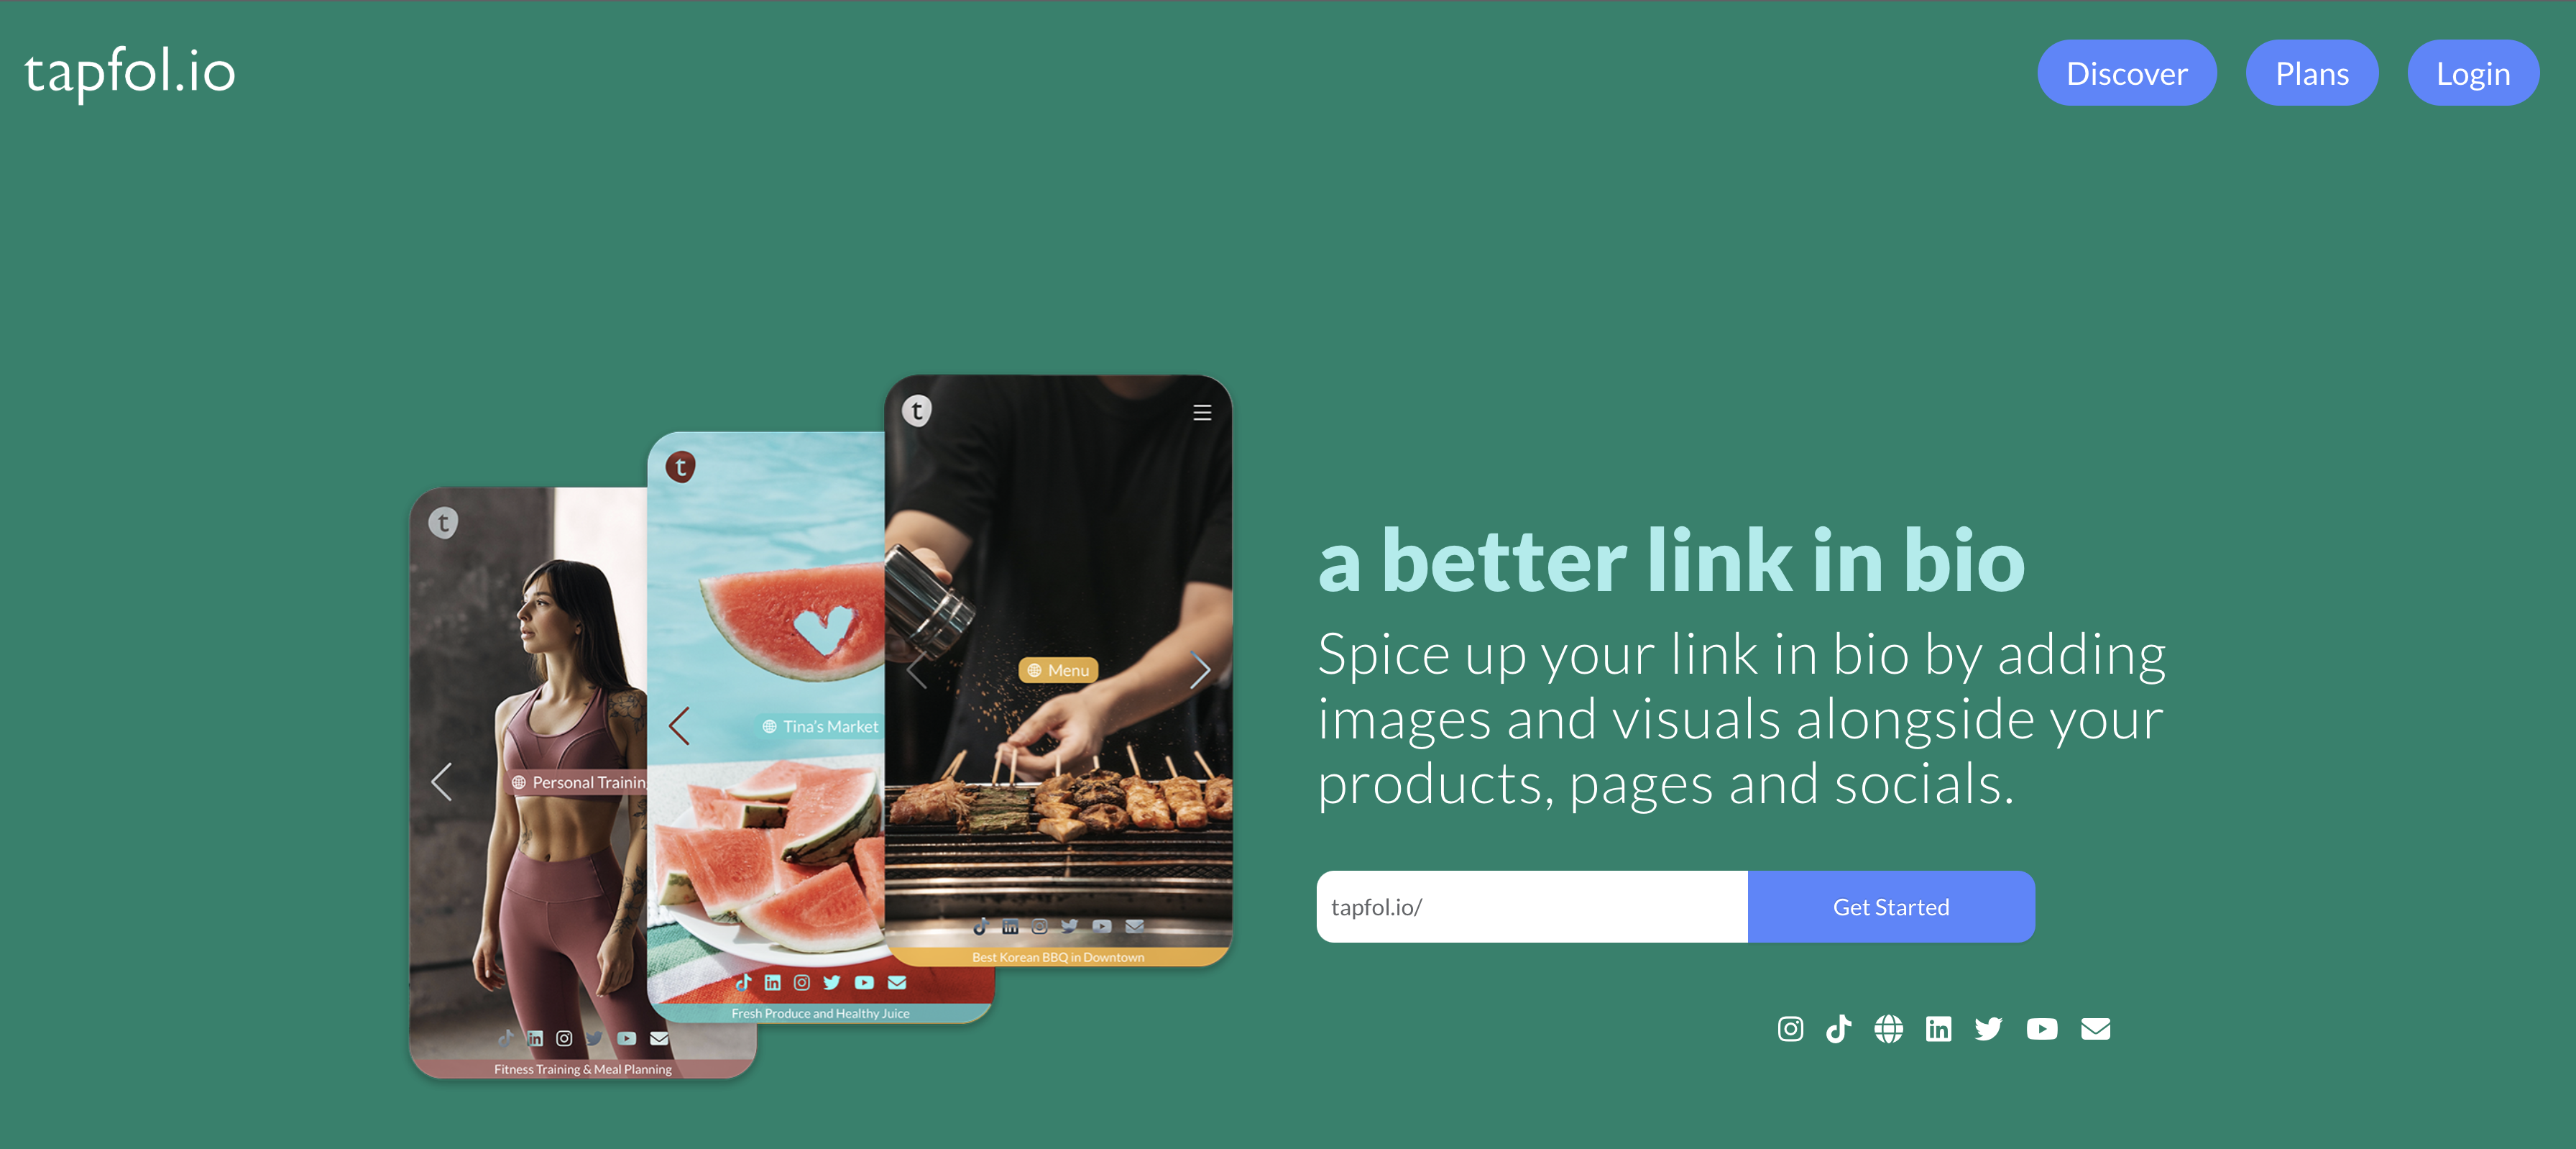 tapfol.io
Discover
Plans
Login
t
Personal Trainin
Fitness Training & Meal Planning
t
Tina's Market
Fresh Produce and Healthy Juice
t
Menu
Best Korean BBQ in Downtown
a better link in bio
Spice up your link in bio by adding
images and visuals alongside your
products, pages and socials.
tapfol.io/
Get Started